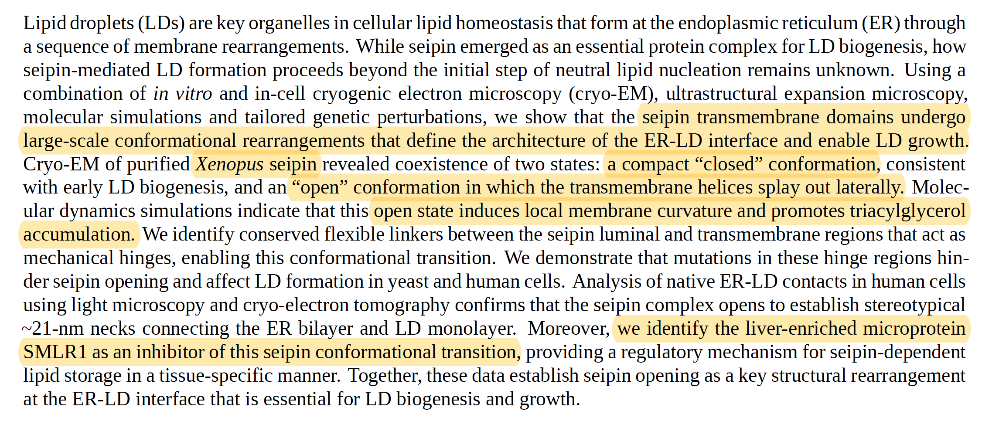 Lipid droplets (LDs) are key organelles in cellular lipid homeostasis that form at the endoplasmic reticulum (ER) through
a sequence of membrane rearrangements. While seipin emerged as an essential protein complex for LD biogenesis, how
seipin-mediated LD formation proceeds beyond the initial step of neutral lipid nucleation remains unknown. Using a
combination of in vitro and in-cell cryogenic electron microscopy (cryo-EM), ultrastructural expansion microscopy,
molecular simulations and tailored genetic perturbations, we show that the seipin transmembrane domains undergo
large-scale conformational rearrangements that define the architecture of the ER-LD interface and enable LD growth.
Cryo-EM of purified Xenopus seipin revealed coexistence of two states: a compact “closed” conformation, consistent
with early LD biogenesis, and an “open” conformation in which the transmembrane helices splay out laterally. Molec-
ular dynamics simulations indicate that this open state induces local membrane curvature and promotes triacylglycerol
accumulation. We identify conserved flexible linkers between the seipin luminal and transmembrane regions that act as
mechanical hinges, enabling this conformational transition. We demonstrate that mutations in these hinge regions hin-
der seipin opening and affect LD formation in yeast and human cells. Analysis of native ER-LD contacts in human cells
using light microscopy and cryo-electron tomography confirms that the seipin complex opens to establish stereotypical
~21-nm necks connecting the ER bilayer and LD monolayer. Moreover, we identify the liver-enriched microprotein
SMLR1 as an inhibitor of this seipin conformational transition, providing a regulatory mechanism for seipin-dependent
lipid storage in a tissue-specific manner. Together, these data establish seipin opening as a key structural rearrangement
at the ER-LD interface that is essential for LD biogenesis and growth.